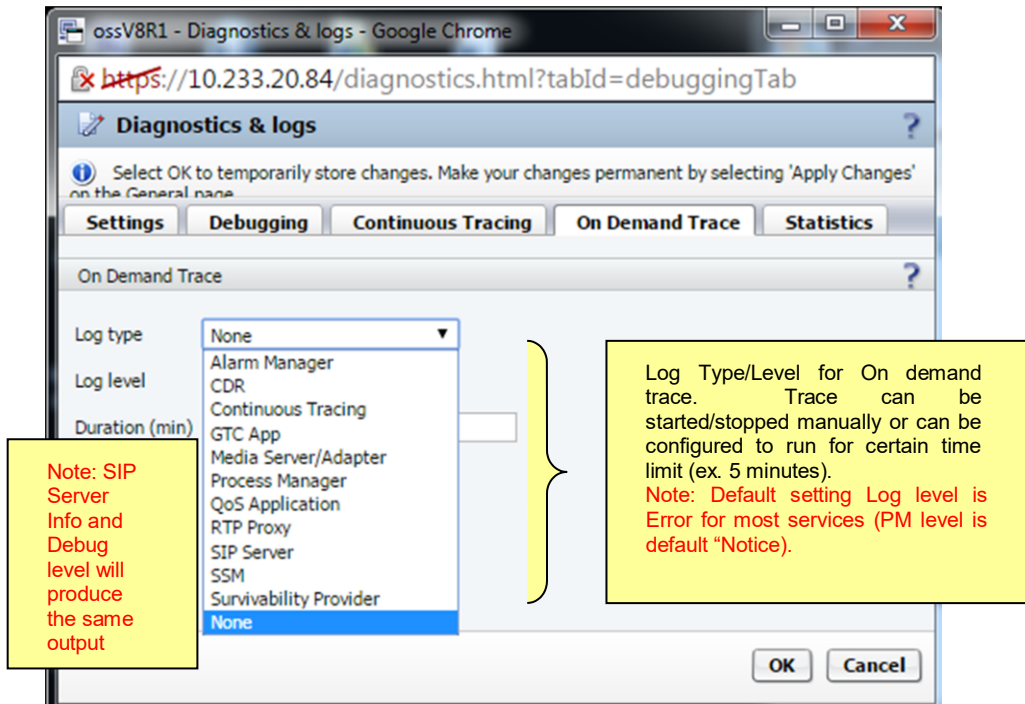 ossV8R1 - Diagnostics & logs - Google Chrome
https://10.233.20.84/diagnostics.html?tabId=debuggingTab
Diagnostics & logs ?
Select OK to temporarily store changes. Make your changes permanent by selecting 'Apply Changes'
on the General page
Settings Debugging Continuous Tracing On Demand Trace Statistics
On Demand Trace ?
Log type None
Log level
Duration (min)
Alarm Manager
CDR
Continuous Tracing
GTC App
Media Server/Adapter
Process Manager
QoS Application
RTP Proxy
SIP Server
SSM
Survivability Provider
None
Note: SIP
Server
Info and
Debug
level will
produce
the same
output
Log Type/Level for On demand
trace. Trace can be
started/stopped manually or can be
configured to run for certain time
limit (ex. 5 minutes).
Note: Default setting Log level is
Error for most services (PM level is
default “Notice).
OK Cancel